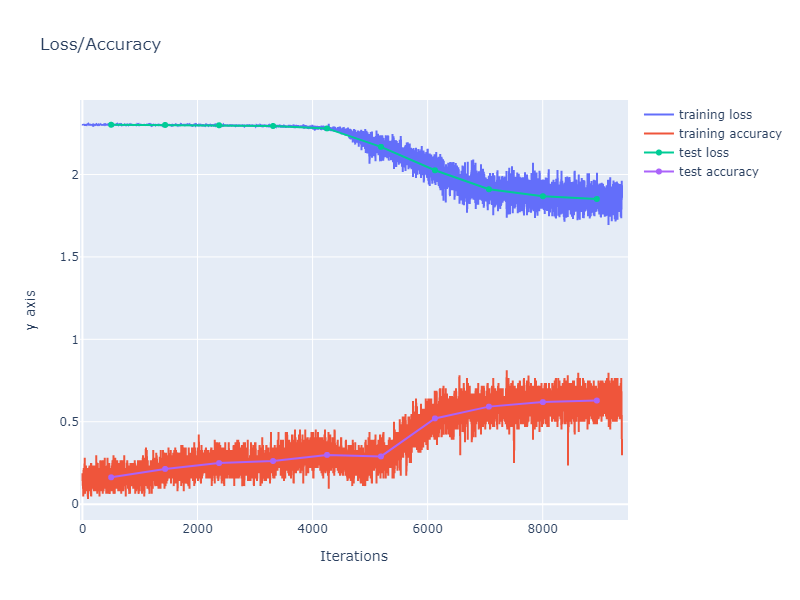 Loss/Accuracy
training loss
training accuracy
test loss
test accuracy
2
1.5
1
0.5
0
y axis
0 2000 4000 6000 8000
Iterations